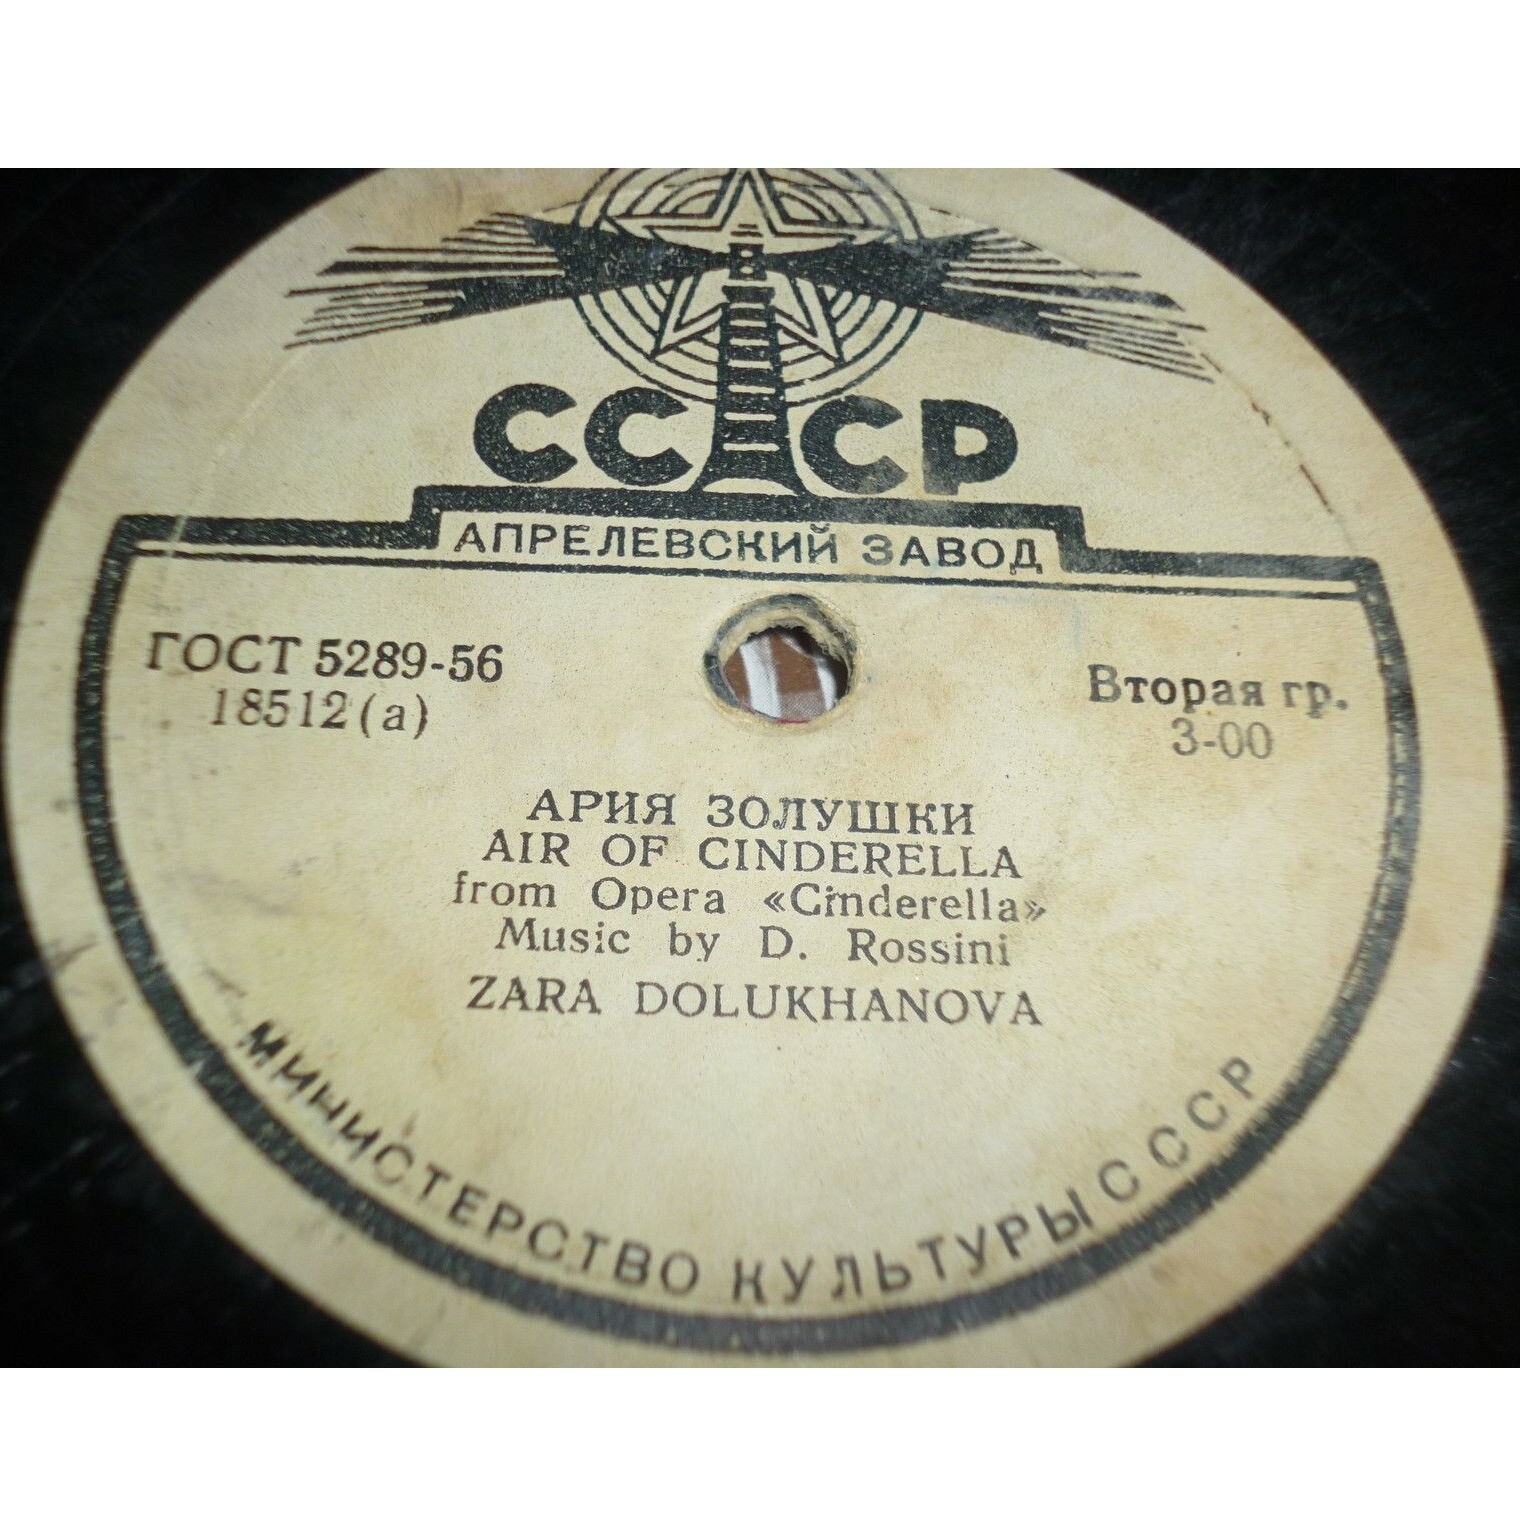 СССР
АПРЕЛЕВСКИЙ ЗАВОД
ГОСТ 5289-56
18512(а)
Вторая гр.
3-00
АРИЯ ЗОЛУШКИ
AIR OF CINDERELLA
from Opera «Cinderella»
Music by D. Rossini
ZARA DOLUKHANOVA
МИНИСТЕРСТВО КУЛЬТУРЫ СССР